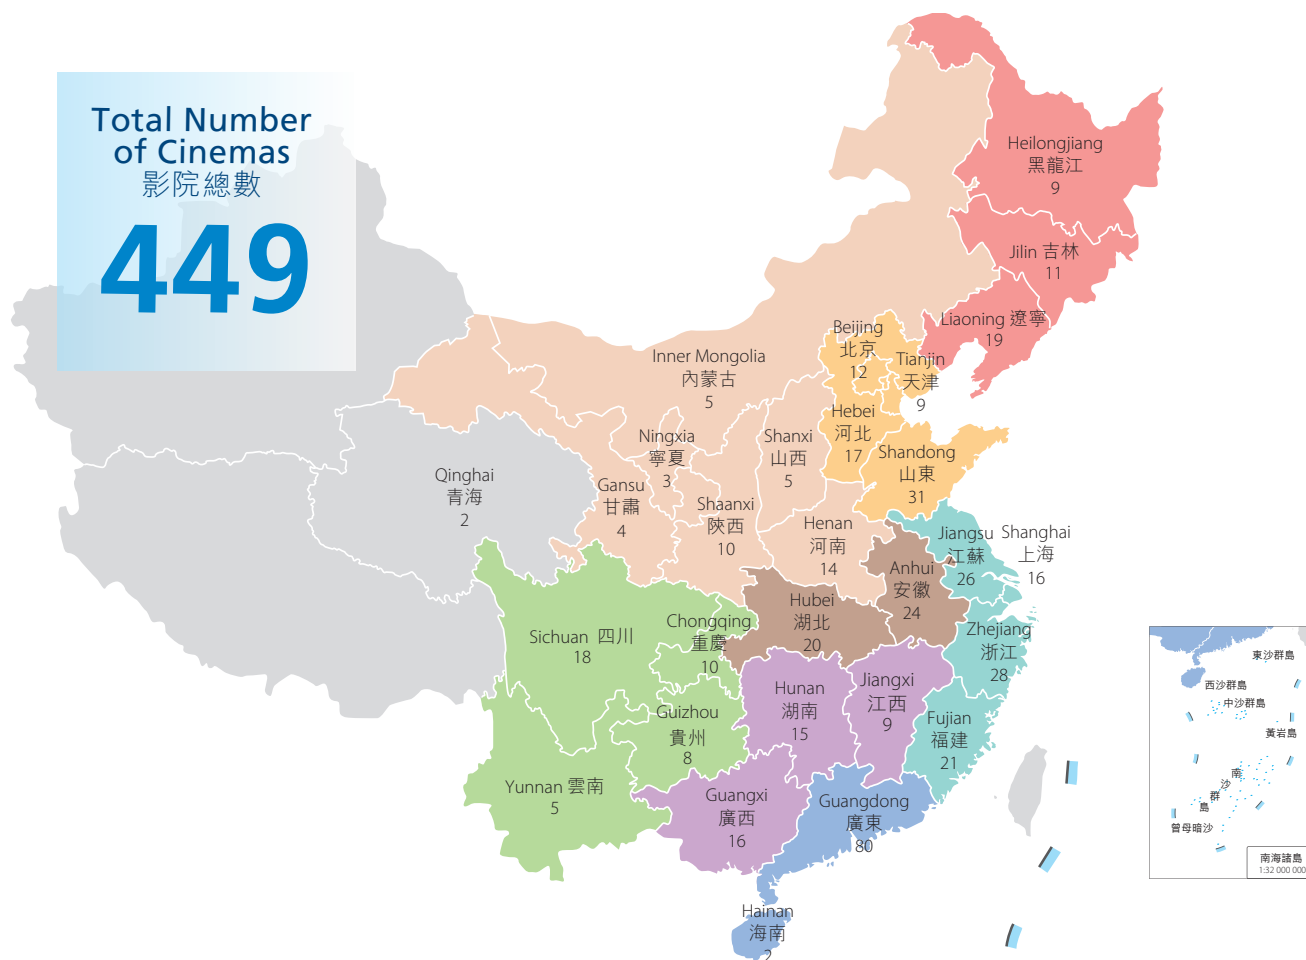 Total Number
of Cinemas
影院總數
449
Heilongjiang
黑龍江
9
Jilin 吉林
11
Liaoning 遼寧
19
Beijing
北京
12
Tianjin
天津
9
Inner Mongolia
內蒙古
5
Hebei
河北
17
Ningxia
寧夏
3
Shanxi
山西
5
Shandong
山東
31
Qinghai
青海
2
Gansu
甘肅
4
Shaanxi
陝西
10
Henan
河南
14
Jiangsu
江蘇
26
Shanghai
上海
16
Anhui
安徽
24
Hubei
湖北
20
Chongqing
重慶
10
Sichuan 四川
18
Zhejiang
浙江
28
Hunan
湖南
15
Jiangxi
江西
9
Guizhou
貴州
8
Fujian
福建
21
Yunnan 雲南
5
Guangxi
廣西
16
Guangdong
廣東
80
Hainan
海南
2
東沙群島
西沙群島
中沙群島
黃岩島
南沙群島
曾母暗沙
南海諸島
1:32 000 000